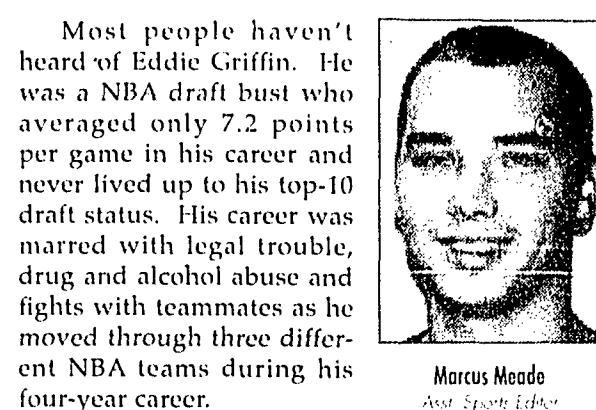 Most people haven't
heard of Eddie Griffin. He
was a NBA draft bust who
averaged only 7.2 points
per game in his career and
never lived up to his top-10
draft status. His career was
marred with legal trouble,
drug and alcohol abuse and
fights with teammates as he
moved through three differ-
ent NBA teams during his
four-year career.
Marcus Meade
Asst. Sports Editor